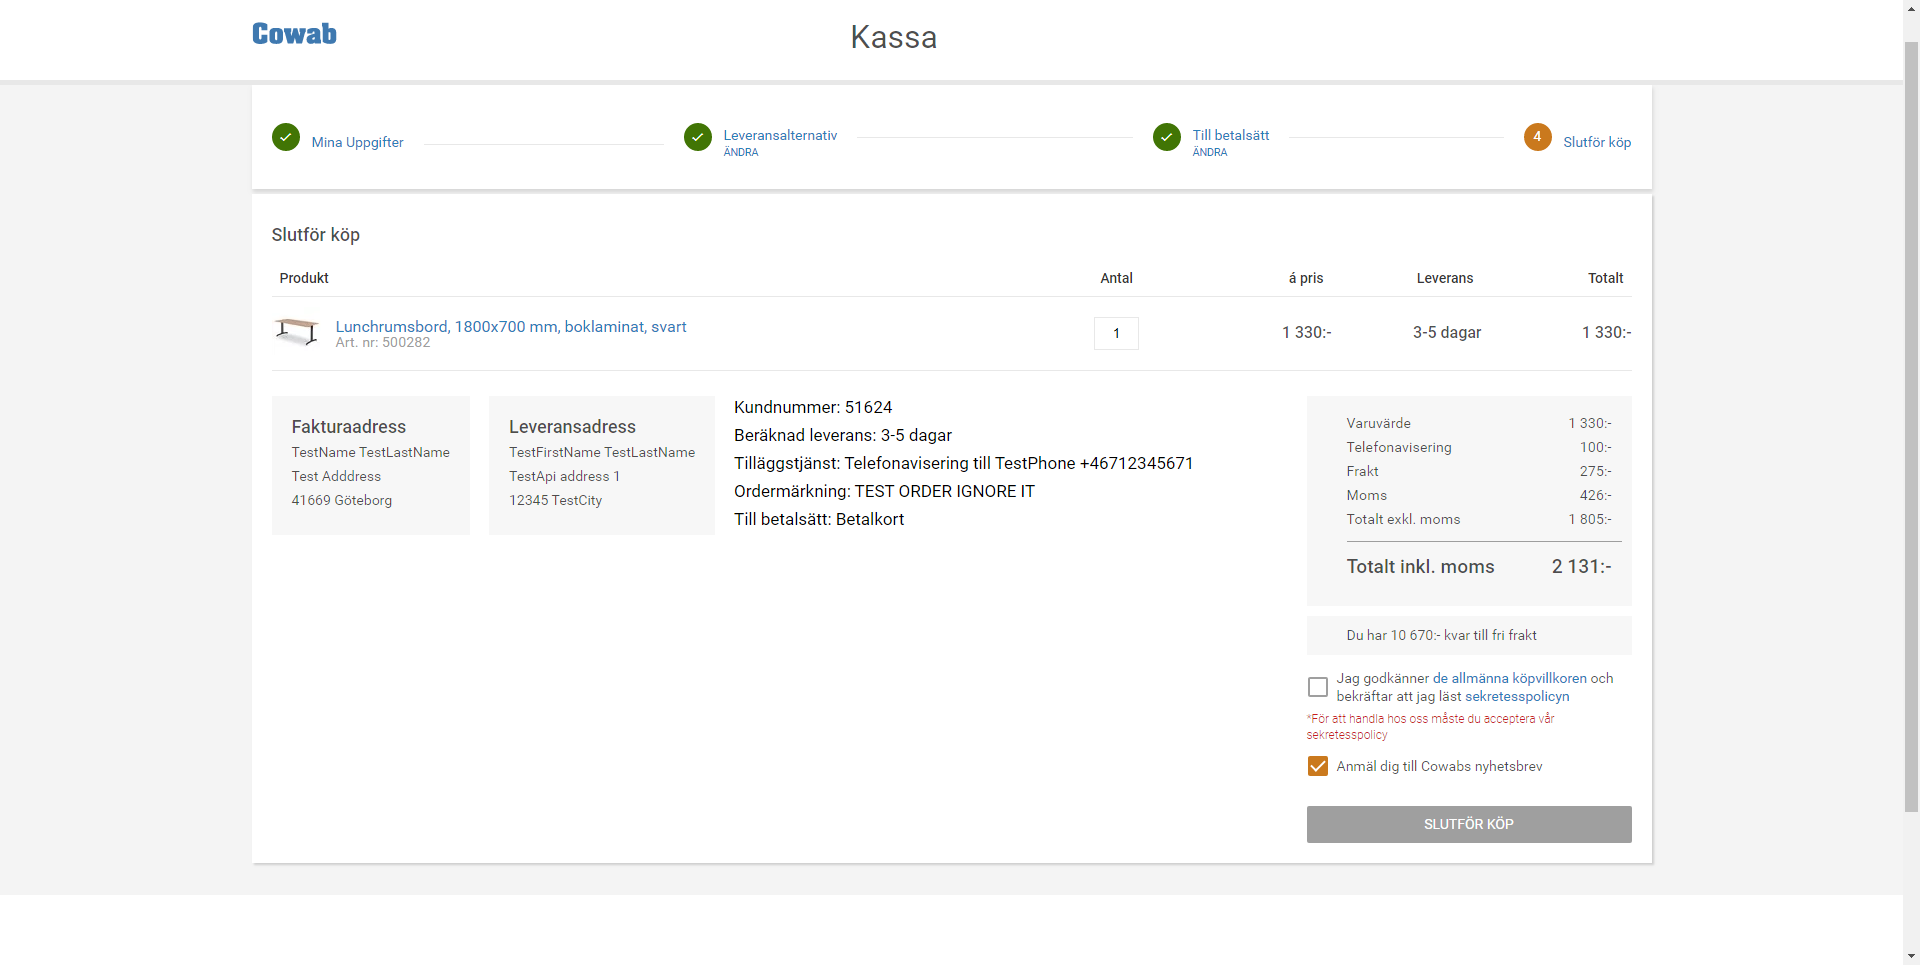 Cowab
Kassa
Mina Uppgifter
Leveransalternativ
ÄNDRA
Till betalsätt
ÄNDRA
4
Slutför köp
Slutför köp
Produkt Antal á pris Leverans Totalt
Lunchrumsbord, 1800x700 mm, boklaminat, svart
Art. nr: 500282
1 1 330:- 3-5 dagar 1 330:-
Fakturaadress
TestName TestLastName
Test Adddress
41669 Göteborg
Leveransadress
TestFirstName TestLastName
TestApi address 1
12345 TestCity
Kundnummer: 51624
Beräknad leverans: 3-5 dagar
Tilläggstjänst: Telefonavisering till TestPhone +46712345671
Ordermärkning: TEST ORDER IGNORE IT
Till betalsätt: Betalkort
Varuvärde 1 330:-
Telefonavisering 100:-
Frakt 275:-
Moms 426:-
Totalt exkl. moms 1 805:-
Totalt inkl. moms 2 131:-
Du har 10 670:- kvar till fri frakt
Jag godkänner de allmänna köpvillkoren och
bekräftar att jag läst sekretesspolicyn
*För att handla hos oss måste du acceptera vår
sekretesspolicy
Anmäl dig till Cowabs nyhetsbrev
SLUTFÖR KÖP